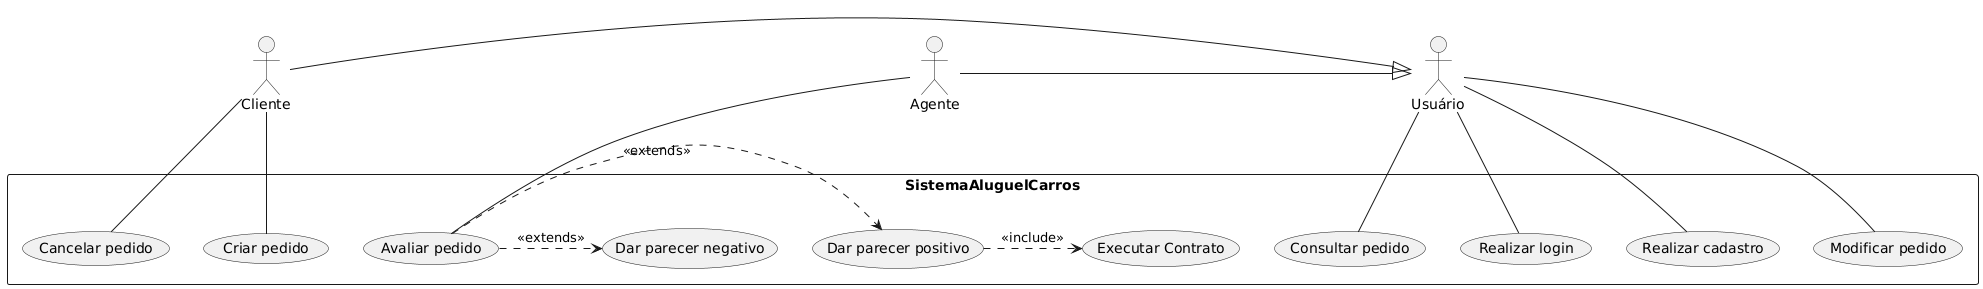 Cliente
Agente
Usuário
«extends»
SistemaAluguelCarros
«extends»
«include»
Cancelar pedido
Criar pedido
Avaliar pedido
Dar parecer negativo
Dar parecer positivo
Executar Contrato
Consultar pedido
Realizar login
Realizar cadastro
Modificar pedido